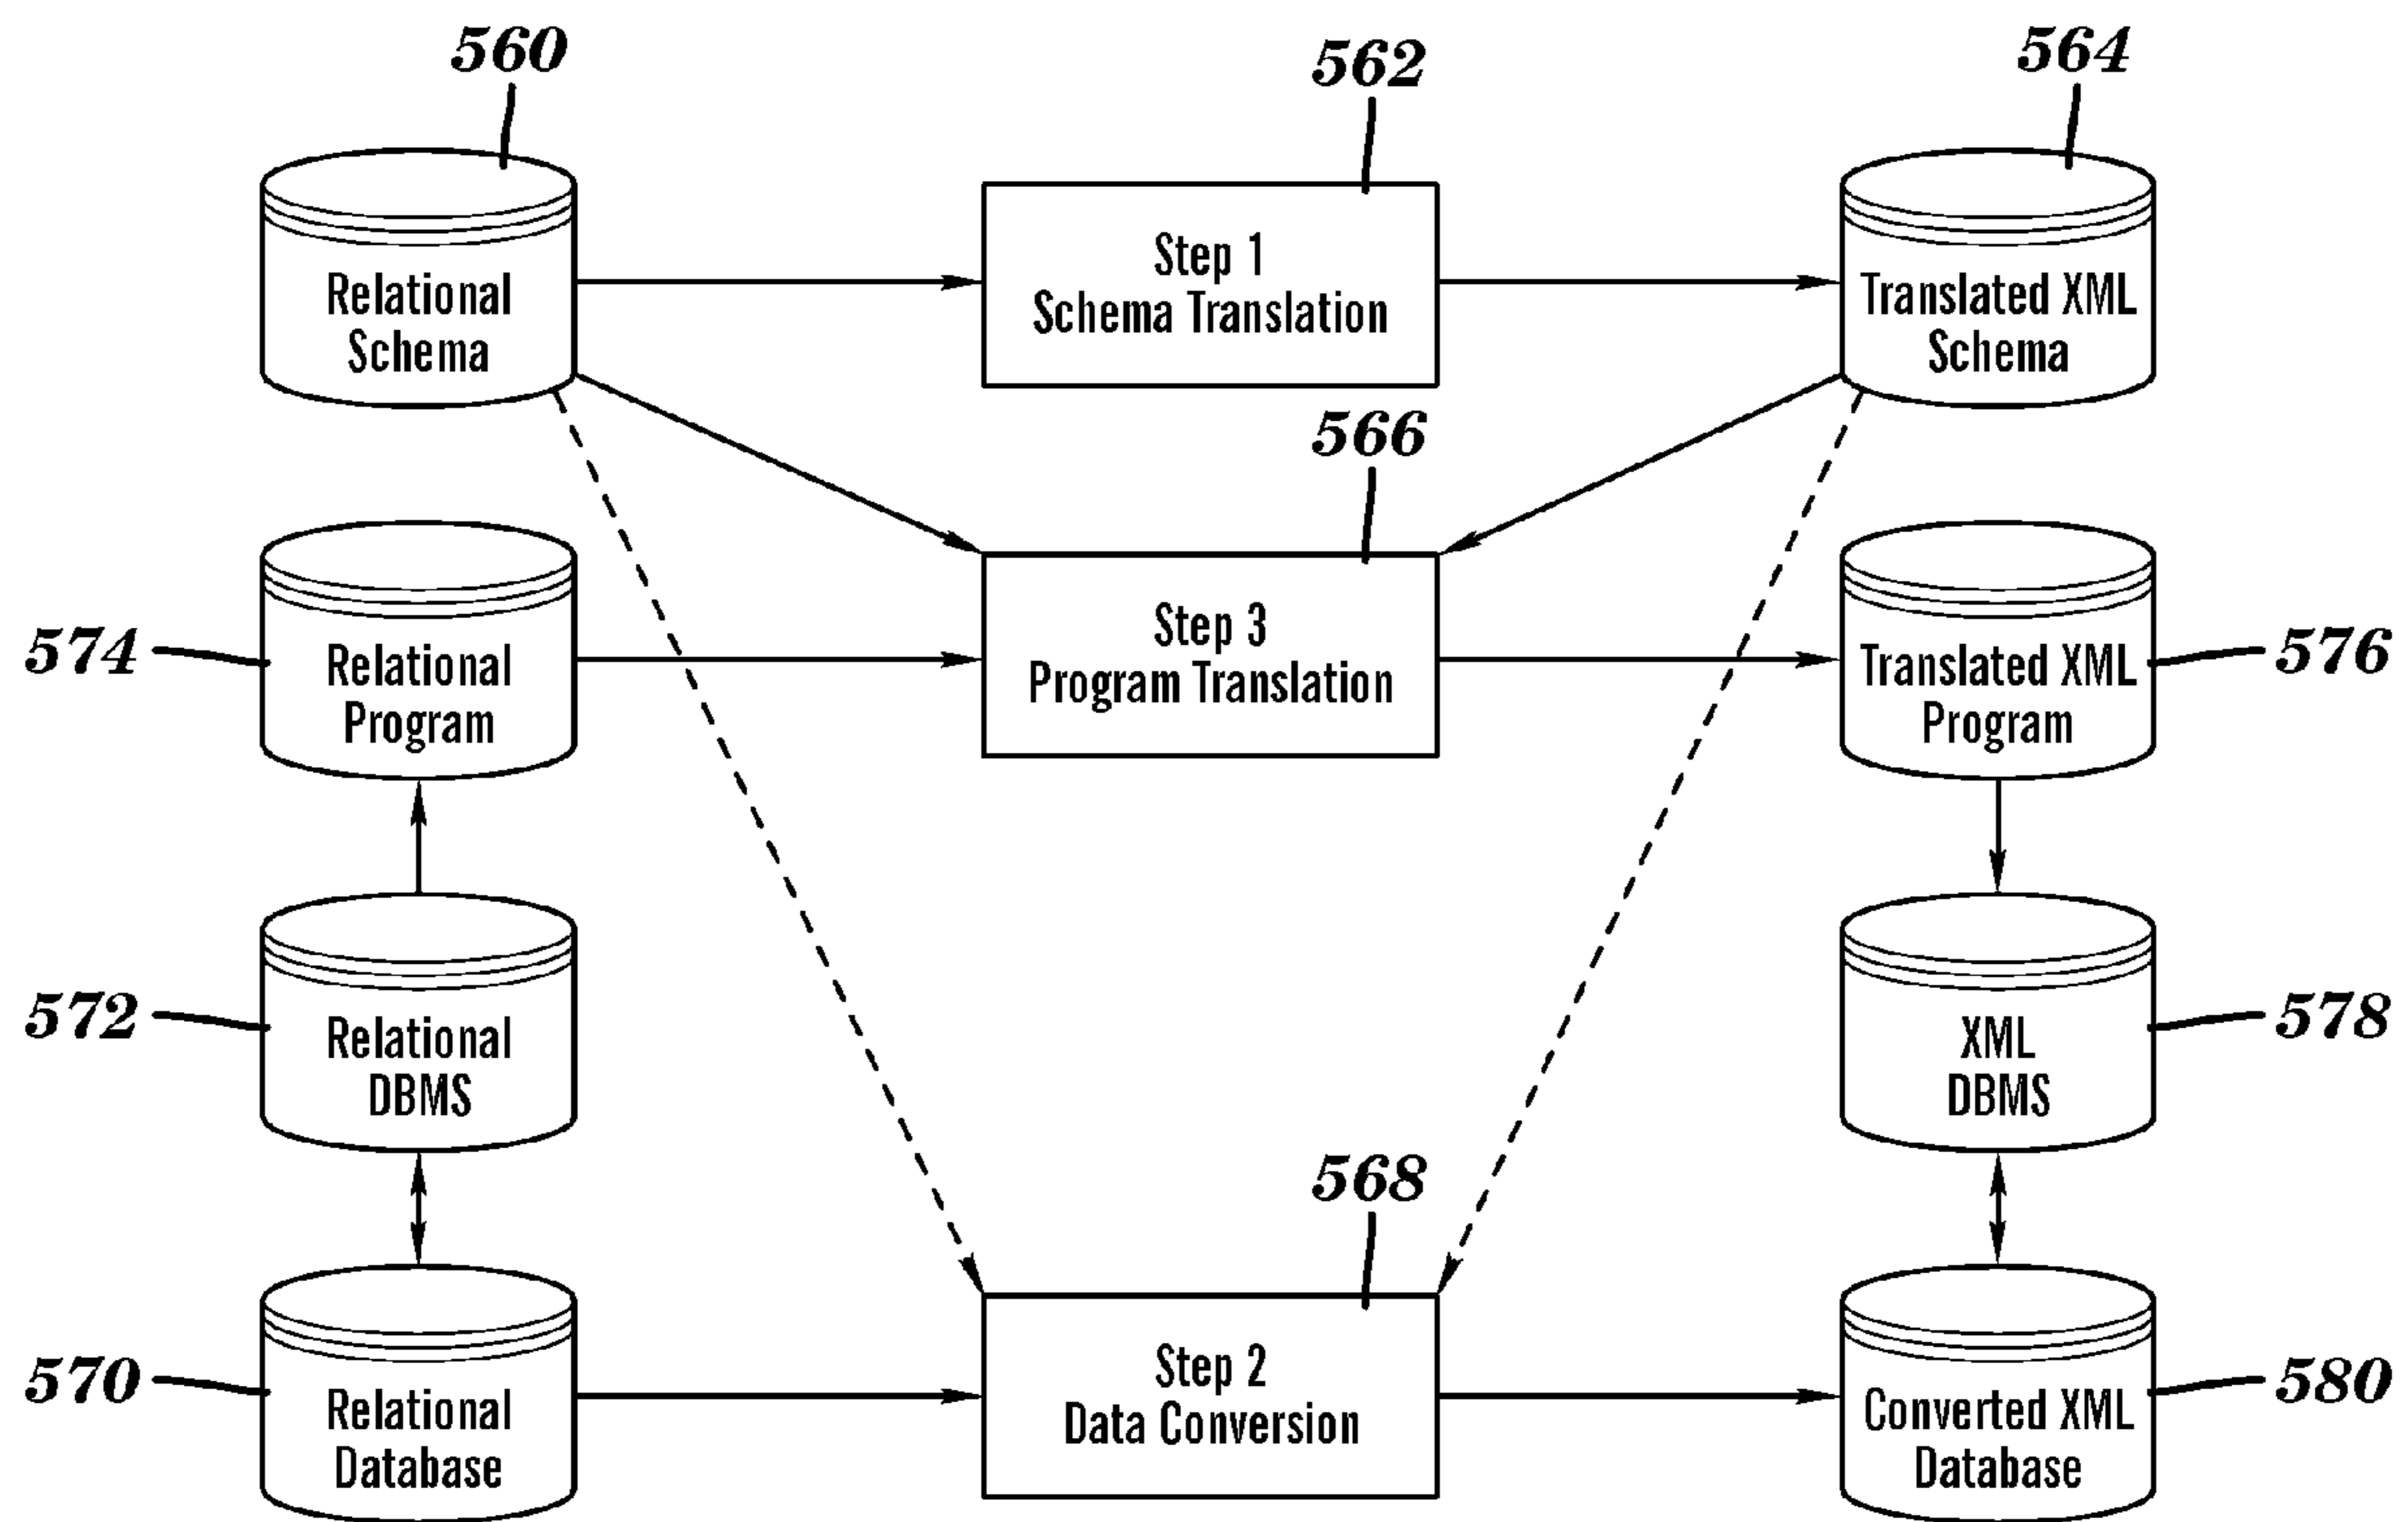 560
562
564
Relational
Schema
Step 1
Schema Translation
Translated XML
Schema
566
574
Relational
Program
Step 3
Program Translation
Translated XML
Program
576
572
Relational
DBMS
XML
DBMS
578
568
570
Relational
Database
Step 2
Data Conversion
Converted XML
Database
580